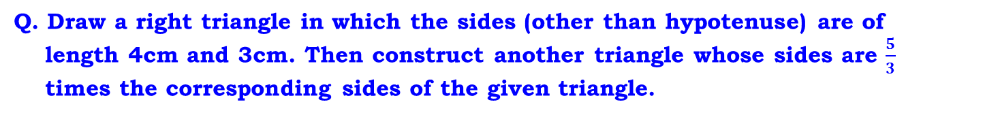 Q. Draw a right triangle in which the sides (other than hypotenuse) are of
length 4cm and 3cm. Then construct another triangle whose sides are 5/3
times the corresponding sides of the given triangle.